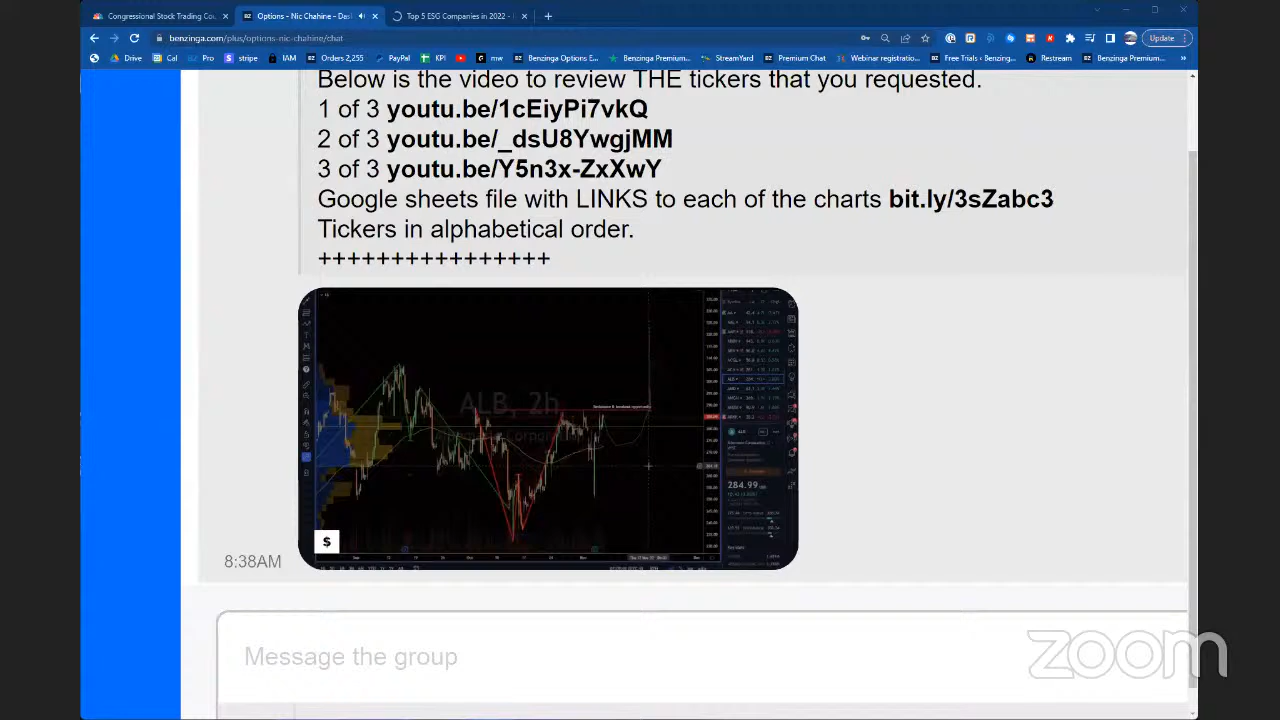 Congressional Stock Trading Cou
Options - Nic Chahine - Das
Top 5 ESG Companies in 2022 -
benzinga.com/plus/options-nic-chahine/chat
Update
Drive
Cal
Pro
stripe
IAM
Orders 2,255
PayPal
KPI
mw
Benzinga Options E...
Benzinga Premium...
StreamYard
Premium Chat
Webinar registratio...
Free Trials ‹ Benzing...
Restream
Benzinga Premium...
Below is the video to review THE tickers that you requested.
1 of 3 youtu.be/1cEiyPi7vkQ
2 of 3 youtu.be/_dsU8YwgjMM
3 of 3 youtu.be/Y5n3x-ZxXwY
Google sheets file with LINKS to each of the charts bit.ly/3sZabc3
Tickers in alphabetical order.
++++++++++++++++
ALB, 2h
284.99
$
8:38AM
Message the group
zoom